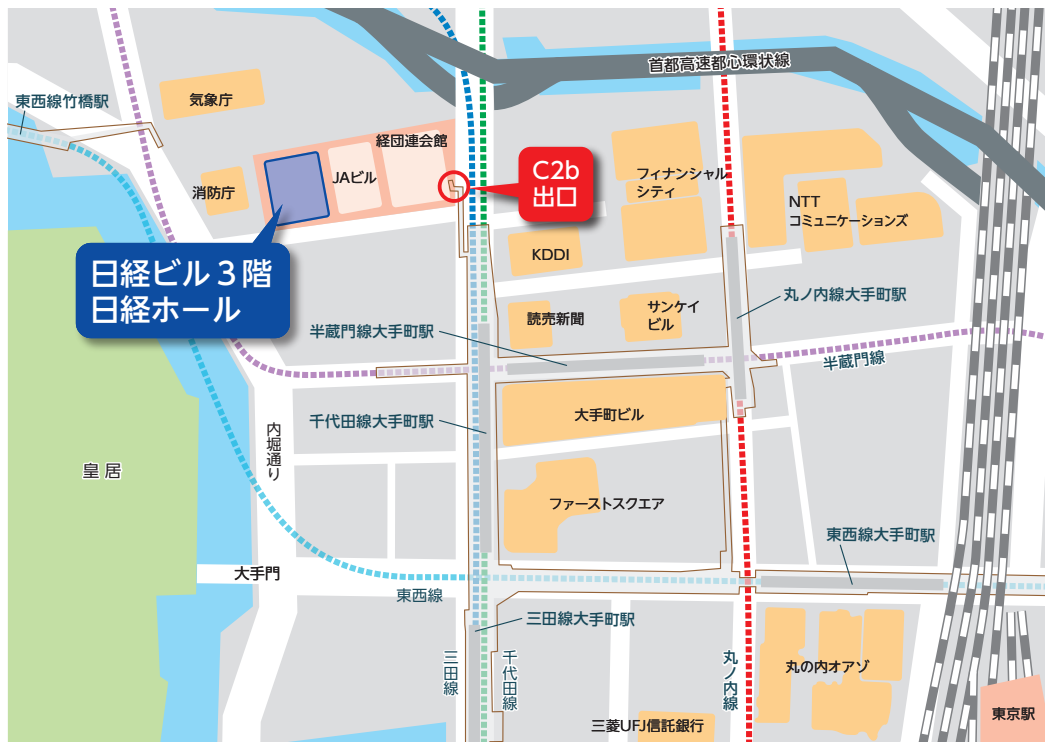 首都高速都心環状線
東西線竹橋駅
気象庁
経団連会館
JAビル
消防庁
C2b
出口
フィナンシャル
シティ
NTT
コミュニケーションズ
KDDI
日経ビル３階
日経ホール
丸ノ内線大手町駅
読売新聞
サンケイ
ビル
半蔵門線大手町駅
半蔵門線
千代田線大手町駅
大手町ビル
内堀通り
皇居
ファーストスクエア
東西線大手町駅
大手門
東西線
三田線大手町駅
三田線
千代田線
丸ノ内線
丸の内オアゾ
三菱UFJ信託銀行
東京駅